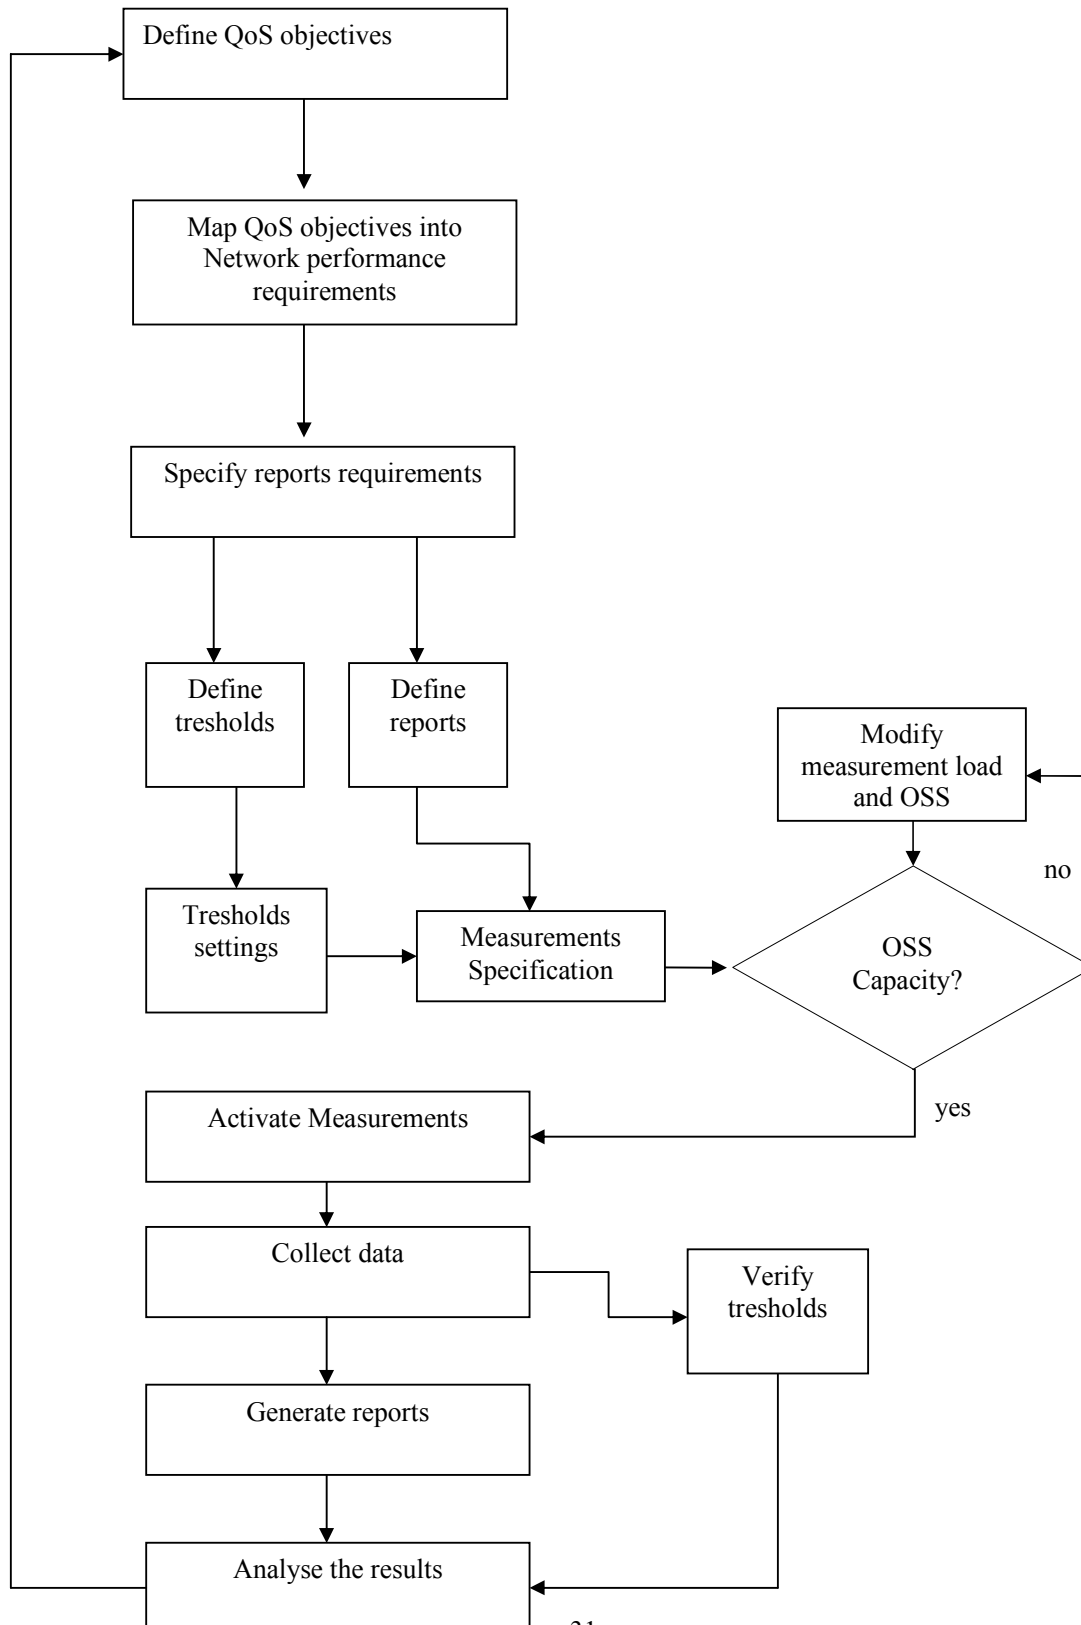 Define QoS objectives
Map QoS objectives into
Network performance
requirements
Specify reports requirements
Define
tresholds
Define
reports
Modify
measurement load
and OSS
no
Tresholds
settings
Measurements
Specification
OSS
Capacity?
yes
Activate Measurements
Collect data
Verify
tresholds
Generate reports
Analyse the results